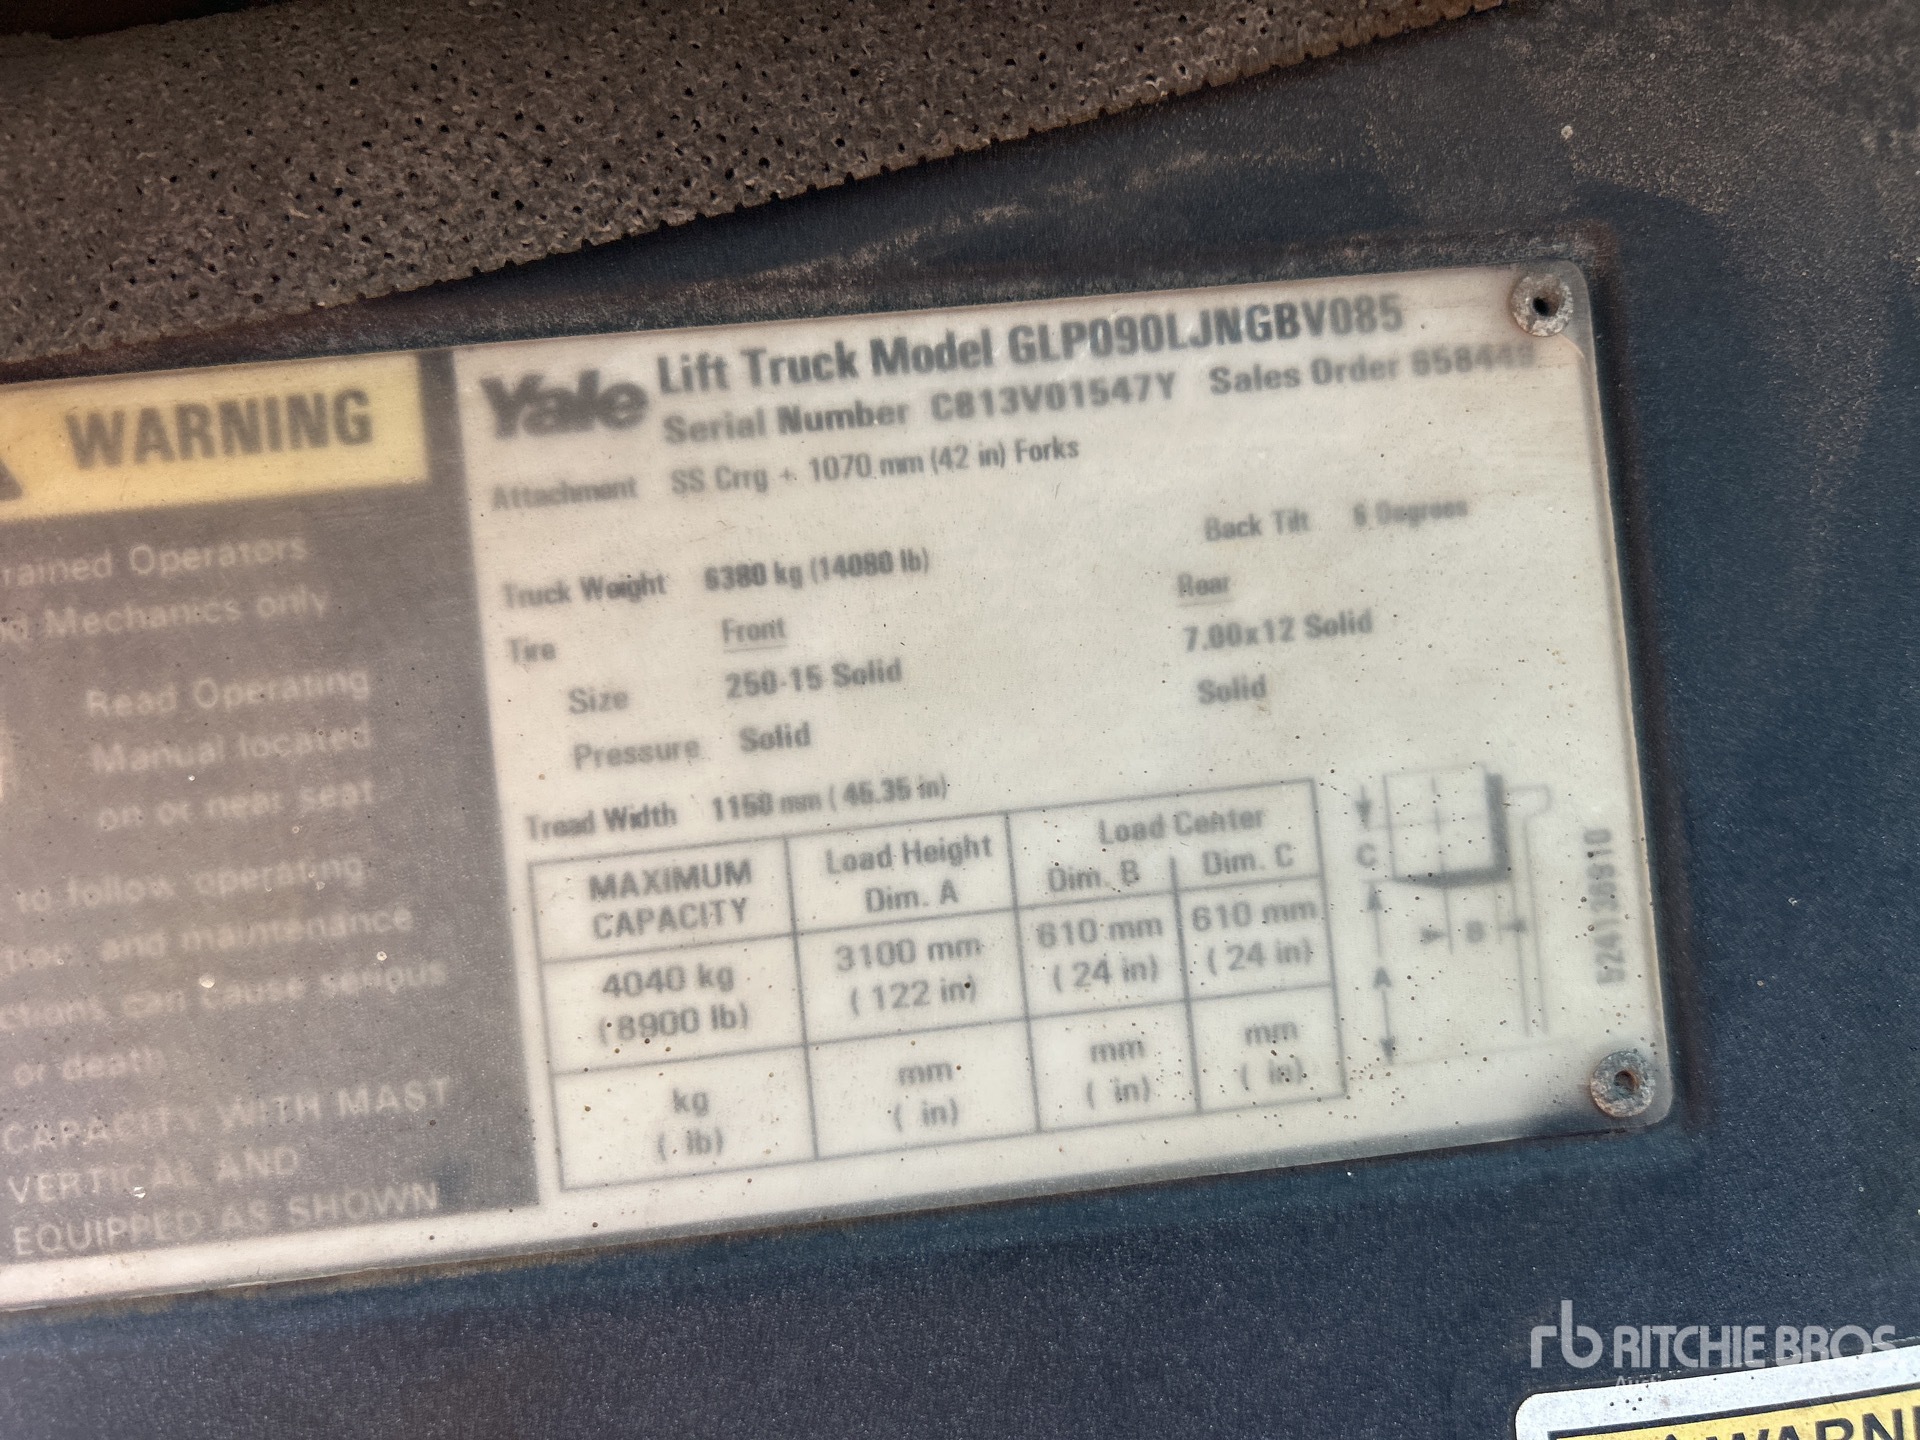 WARNING
rained Operators
Mechanics only
Read Operating
Manual located
on or near seat
to follow operating
and maintenance
can cause serious
or death
CAPACITY WITH MAST
VERTICAL AND
EQUIPPED AS SHOWN
Yale Lift Truck Model GLP090LJNGBV085
Serial Number C813V01547Y Sales Order
Attachment SS Crrg + 1070 mm (42 in) Forks
Back Tilt 6 Degrees
Truck Weight 6380 kg (14080 lb)
Tire Front Rear
Size 250-15 Solid 7.00x12 Solid
Pressure Solid Solid
Tread Width mm
MAXIMUM CAPACITY Load Height Dim. A Load Center Dim. B Dim. C
4040 kg (8900 lb) 3100 mm (122 in) 610 mm (24 in) 610 mm (24 in)
kg ( lb) mm ( in) mm ( in) mm ( in)
C
A
B
A
524138910
rb RITCHIE BROS
WARNI